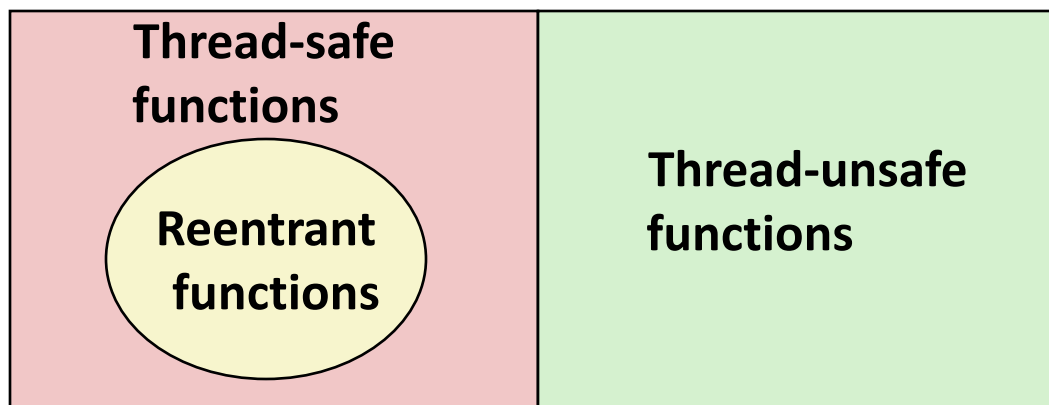 Thread-safe
functions
Reentrant
functions
Thread-unsafe
functions